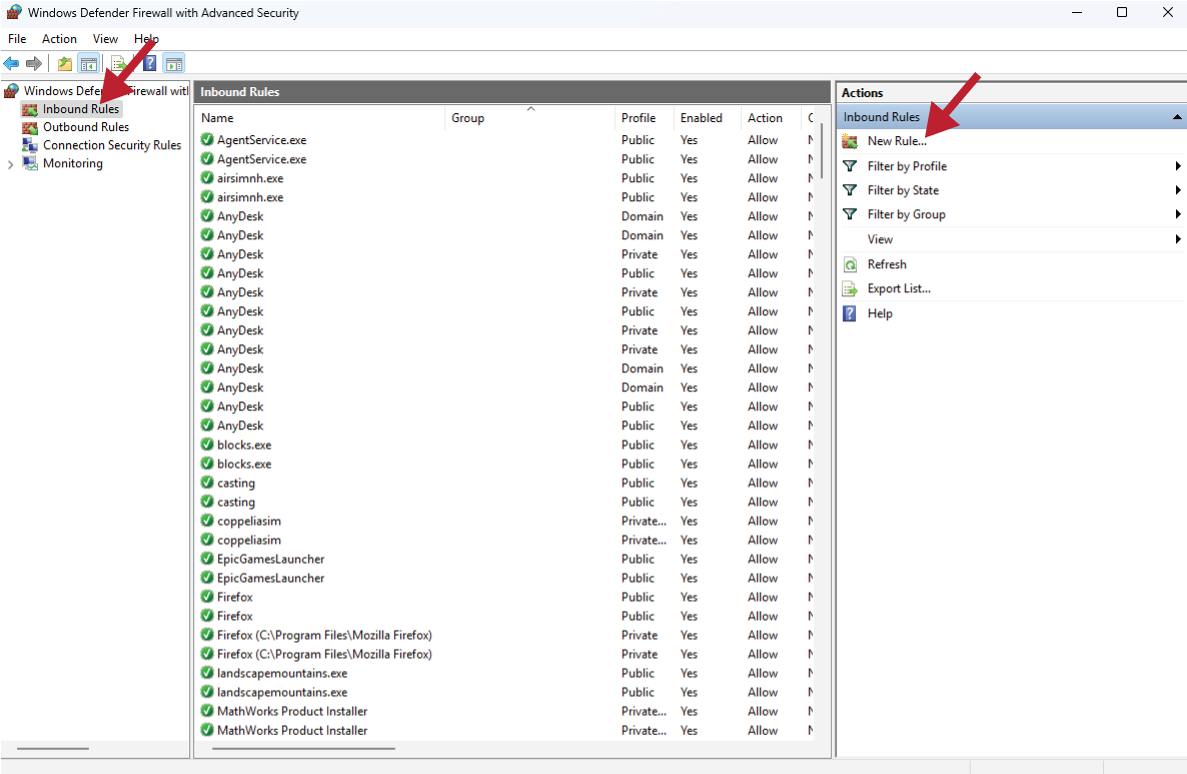 Windows Defender Firewall with Advanced Security
File Action View Help
Windows Defender Firewall with
Inbound Rules
Outbound Rules
Connection Security Rules
Monitoring
Inbound Rules
Name Group Profile Enabled Action
AgentService.exe Public Yes Allow
AgentService.exe Public Yes Allow
airsimnh.exe Public Yes Allow
airsimnh.exe Public Yes Allow
AnyDesk Domain Yes Allow
AnyDesk Domain Yes Allow
AnyDesk Private Yes Allow
AnyDesk Public Yes Allow
AnyDesk Private Yes Allow
AnyDesk Public Yes Allow
AnyDesk Private Yes Allow
AnyDesk Private Yes Allow
AnyDesk Domain Yes Allow
AnyDesk Domain Yes Allow
AnyDesk Public Yes Allow
AnyDesk Public Yes Allow
blocks.exe Public Yes Allow
blocks.exe Public Yes Allow
casting Public Yes Allow
casting Public Yes Allow
coppeliasim Private... Yes Allow
coppeliasim Private... Yes Allow
EpicGamesLauncher Public Yes Allow
EpicGamesLauncher Public Yes Allow
Firefox Public Yes Allow
Firefox Public Yes Allow
Firefox (C:\Program Files\Mozilla Firefox) Private Yes Allow
Firefox (C:\Program Files\Mozilla Firefox) Private Yes Allow
landscapemountains.exe Public Yes Allow
landscapemountains.exe Public Yes Allow
MathWorks Product Installer Private... Yes Allow
MathWorks Product Installer Private... Yes Allow
Actions
Inbound Rules
New Rule...
Filter by Profile
Filter by State
Filter by Group
View
Refresh
Export List...
Help